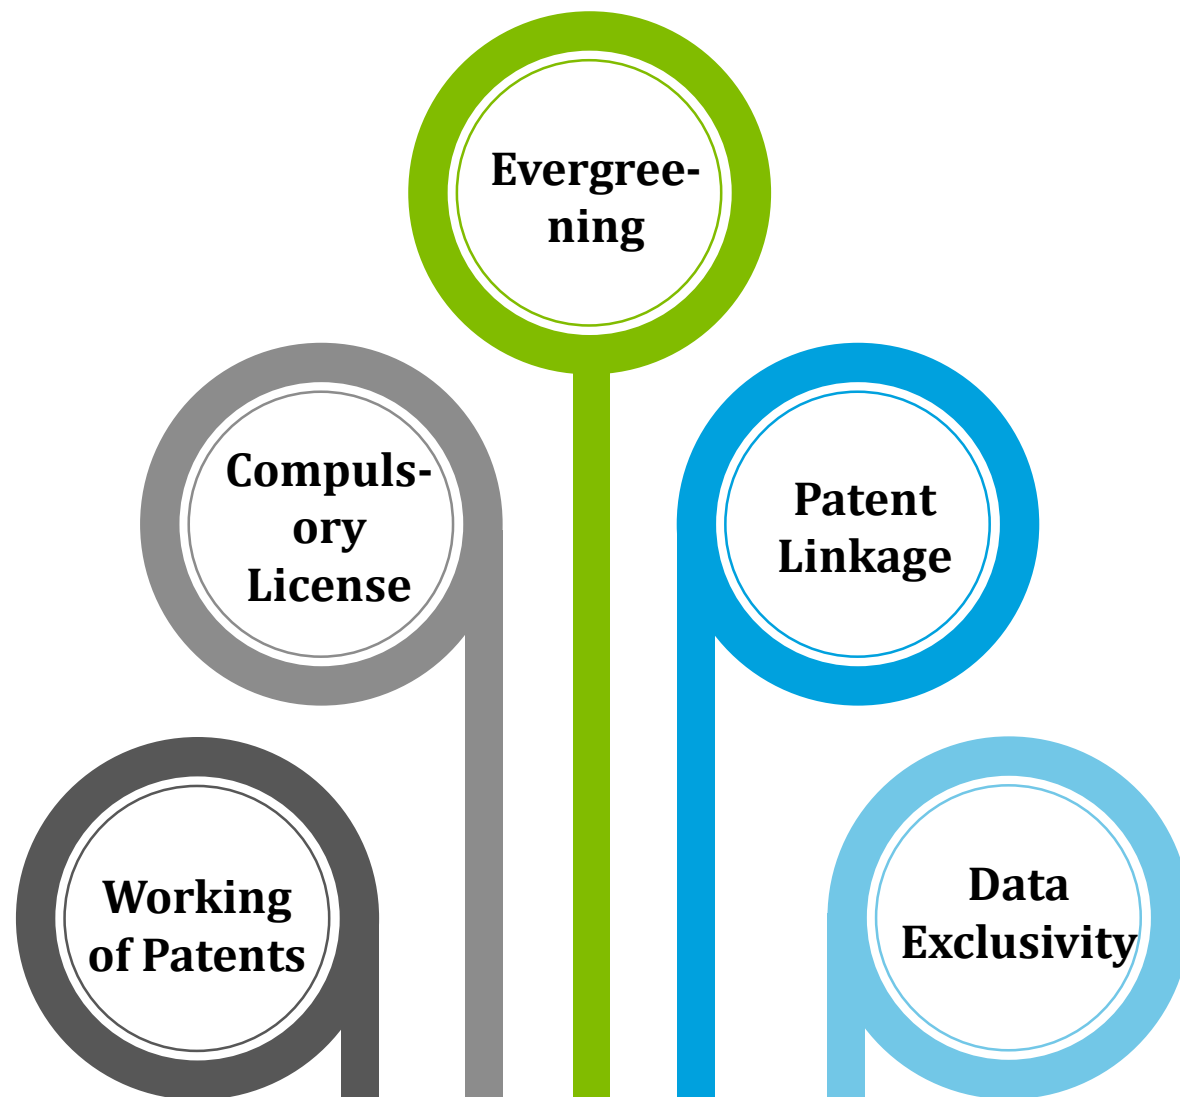 Evergree-
ning
Compuls-
ory
License
Patent
Linkage
Working
of Patents
Data
Exclusivity